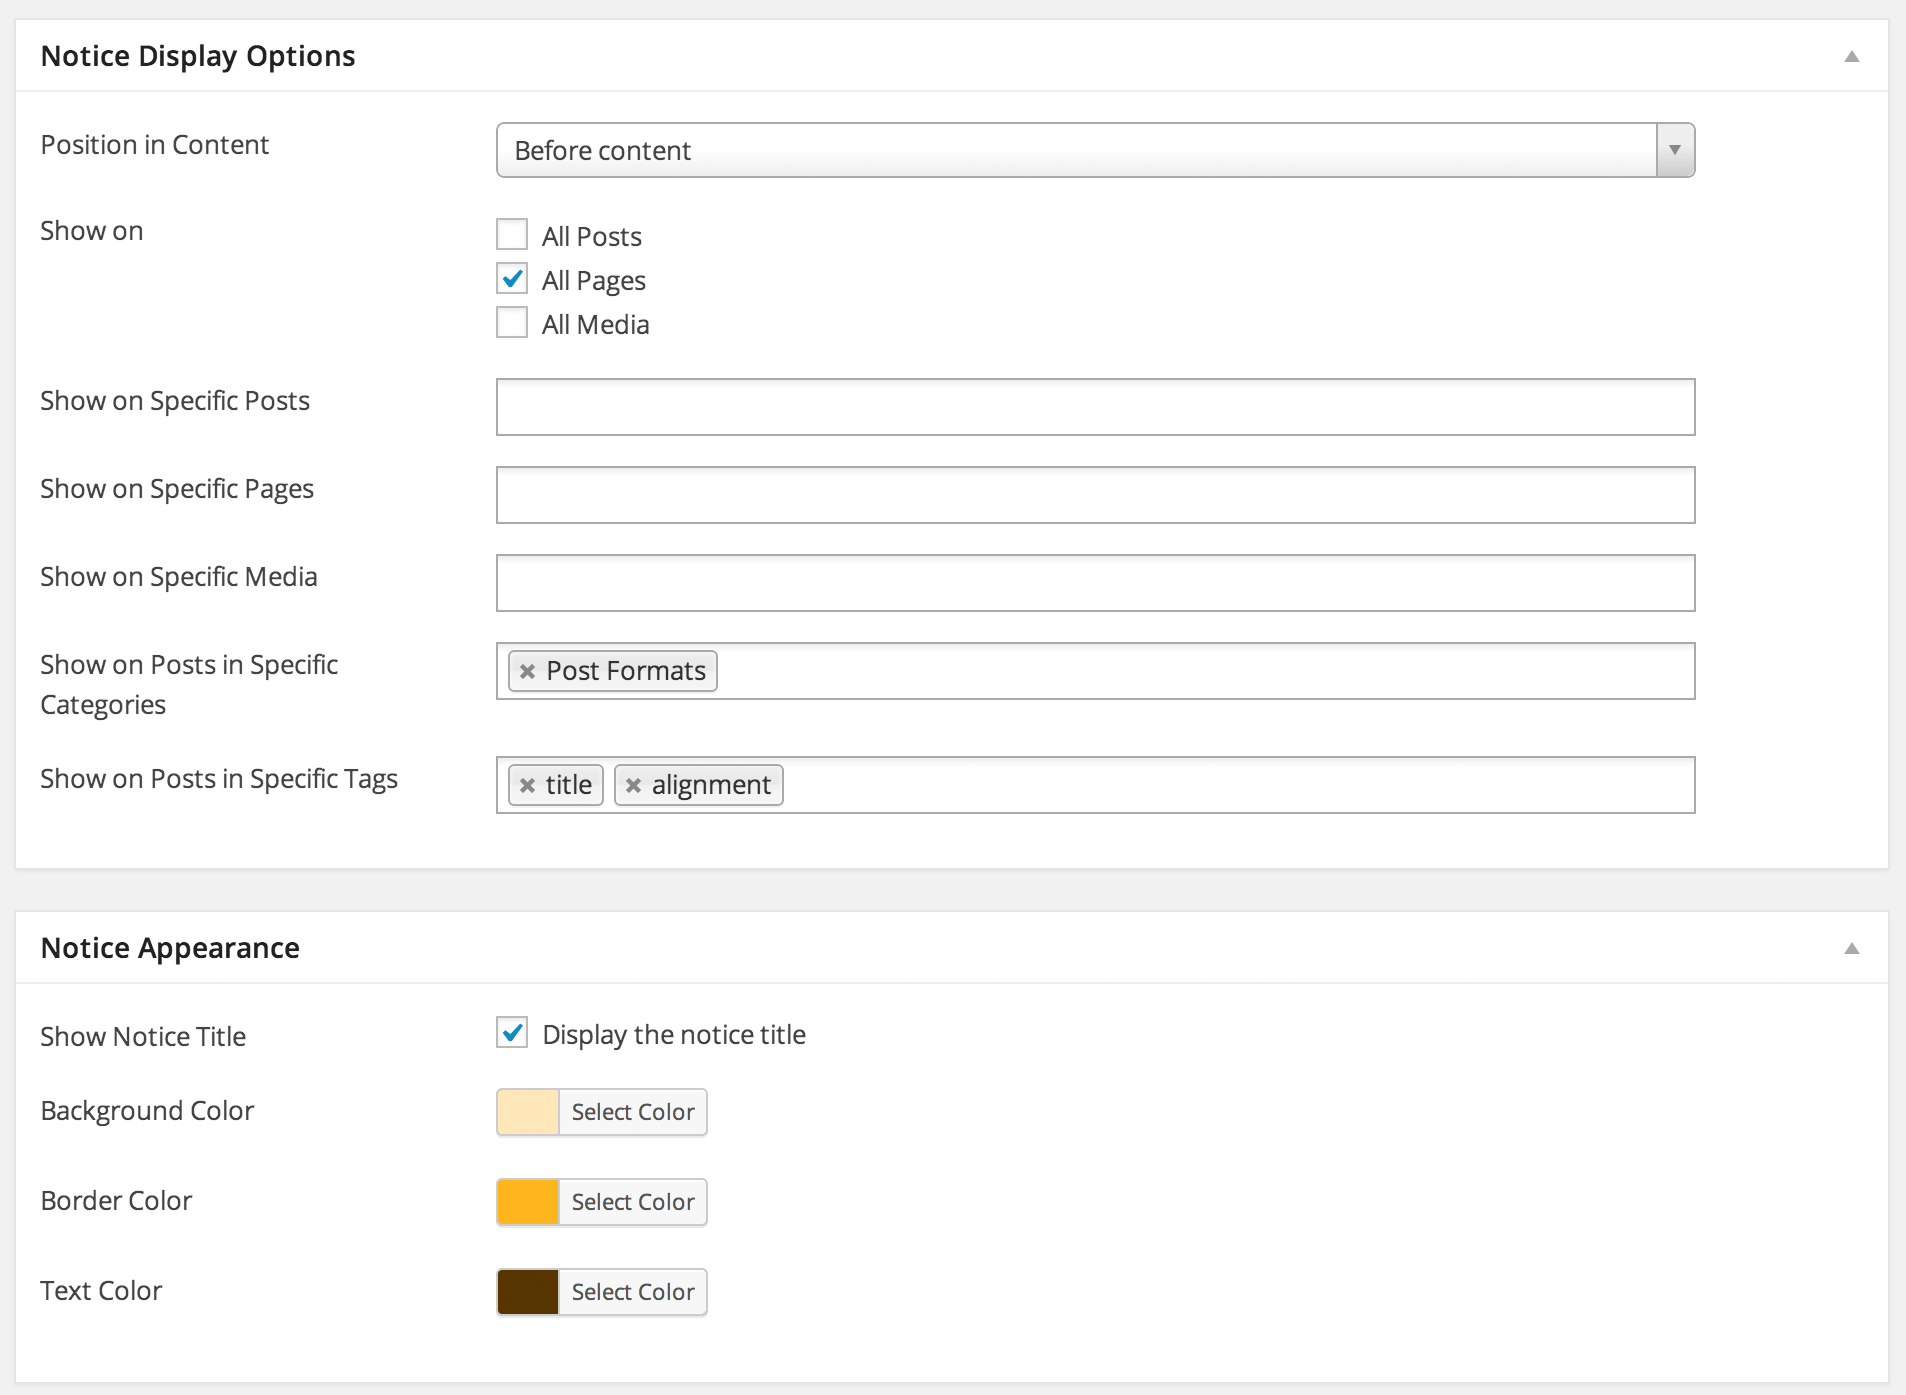 Notice Display Options
Position in Content
Before content
Show on
All Posts
All Pages
All Media
Show on Specific Posts
Show on Specific Pages
Show on Specific Media
Show on Posts in Specific
Categories
Post Formats
Show on Posts in Specific Tags
title
alignment
Notice Appearance
Show Notice Title
Display the notice title
Background Color
Select Color
Border Color
Select Color
Text Color
Select Color